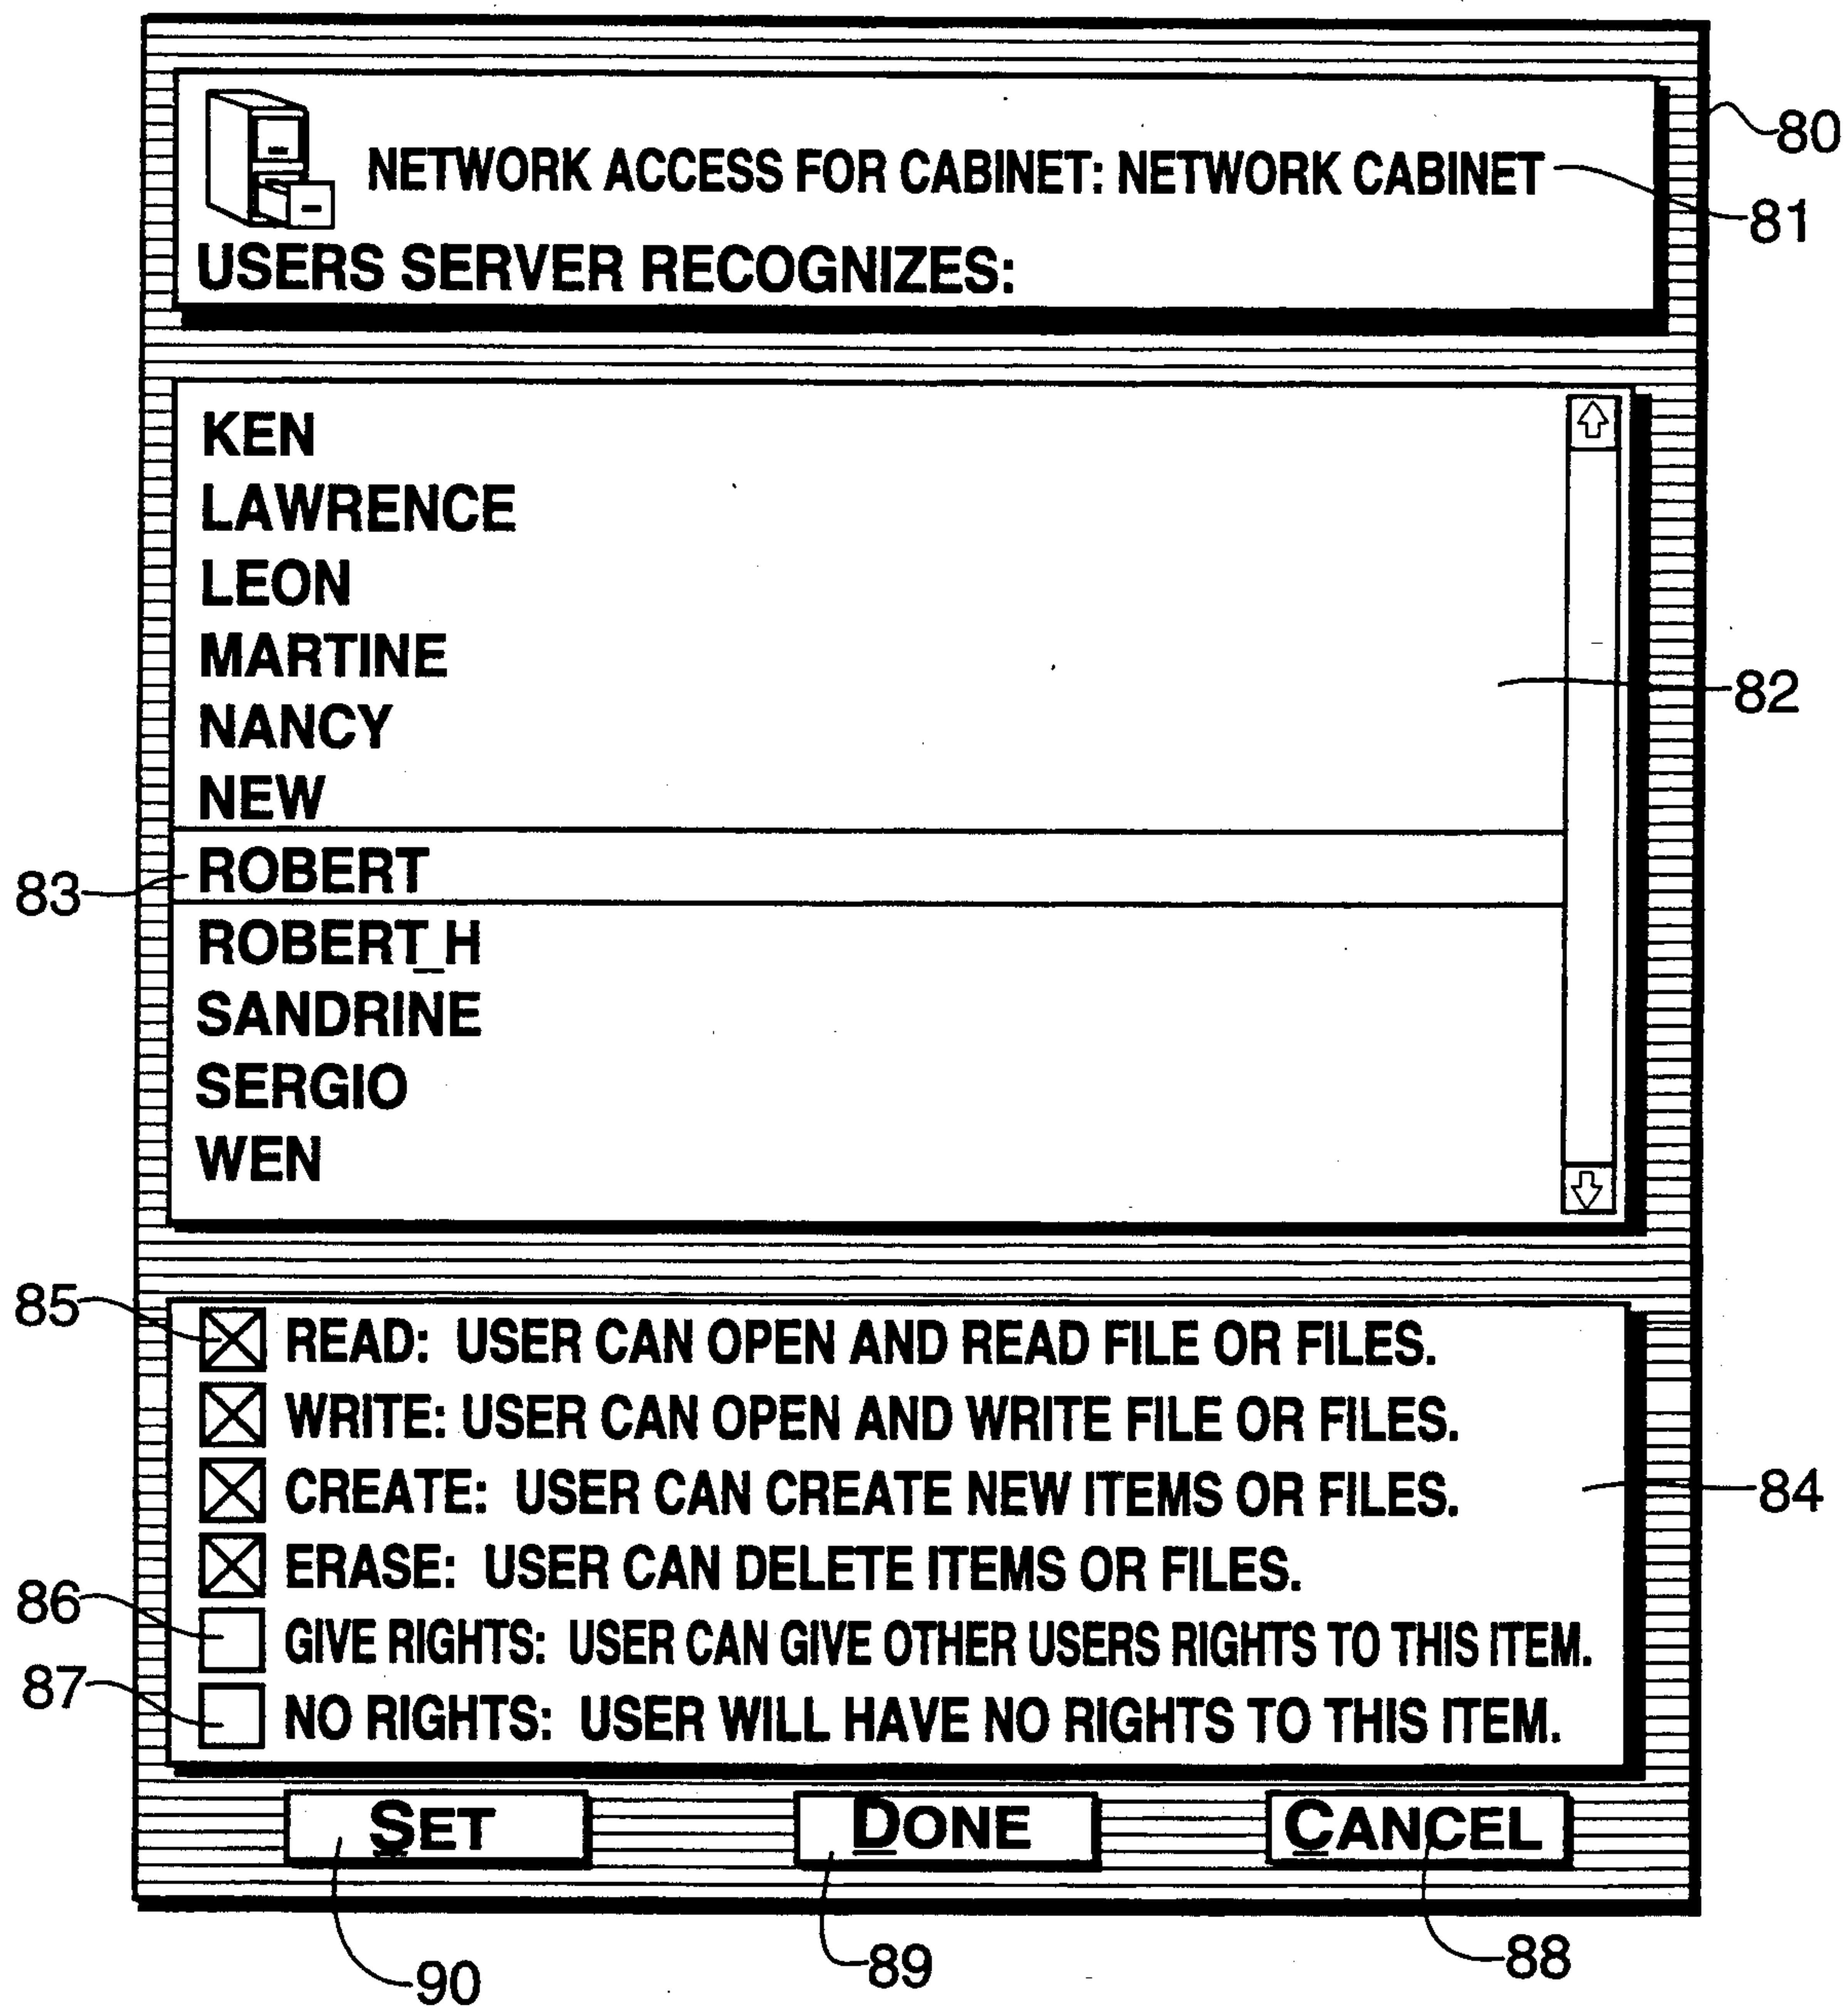 NETWORK ACCESS FOR CABINET: NETWORK CABINET
80
81
USERS SERVER RECOGNIZES:
KEN
LAWRENCE
LEON
MARTINE
82
NANCY
NEW
83 ROBERT
ROBERT_H
SANDRINE
SERGIO
WEN
85 READ: USER CAN OPEN AND READ FILE OR FILES.
WRITE: USER CAN OPEN AND WRITE FILE OR FILES.
CREATE: USER CAN CREATE NEW ITEMS OR FILES. 84
ERASE: USER CAN DELETE ITEMS OR FILES.
86 GIVE RIGHTS: USER CAN GIVE OTHER USERS RIGHTS TO THIS ITEM.
87 NO RIGHTS: USER WILL HAVE NO RIGHTS TO THIS ITEM.
SET DONE CANCEL
90 89 88